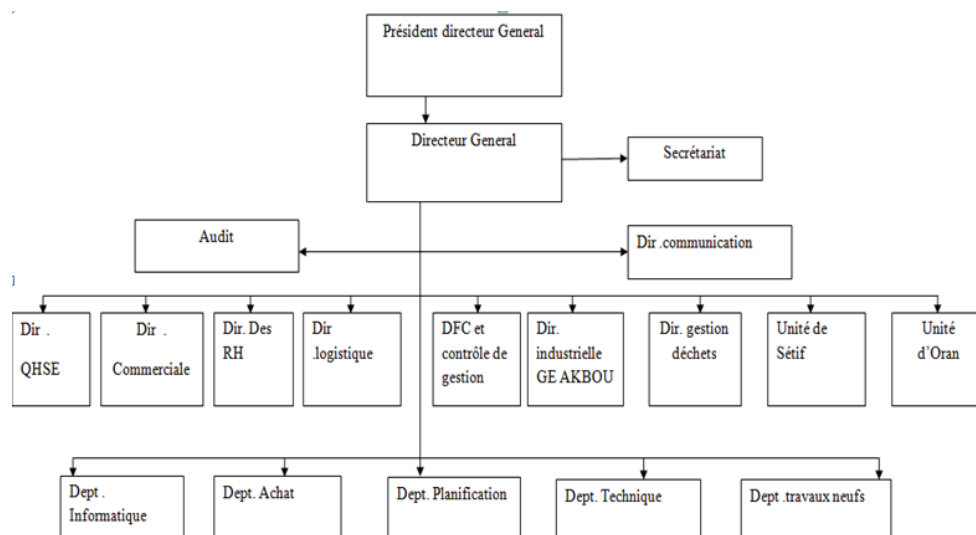 Président directeur General
Directeur General
Secrétariat
Audit
Dir .communication
Dir .
QHSE
Dir .
Commerciale
Dir. Des
RH
Dir
.logistique
DFC et
contrôle de
gestion
Dir.
industrielle
GE AKBOU
Dir. gestion
déchets
Unité de
Sétif
Unité
d'Oran
Dept .
Informatique
Dept. Achat
Dept. Planification
Dept. Technique
Dept .travaux neufs